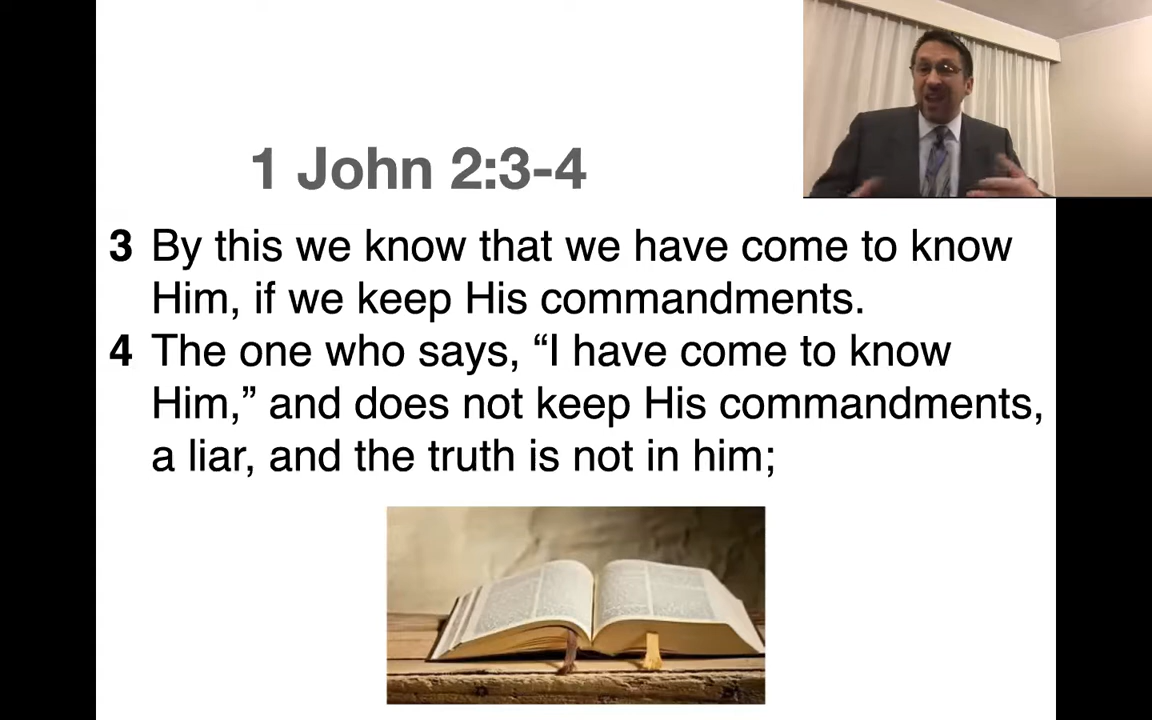 1 John 2:3-4
3 By this we know that we have come to know
Him, if we keep His commandments.
4 The one who says, “I have come to know
Him,” and does not keep His commandments,
a liar, and the truth is not in him;